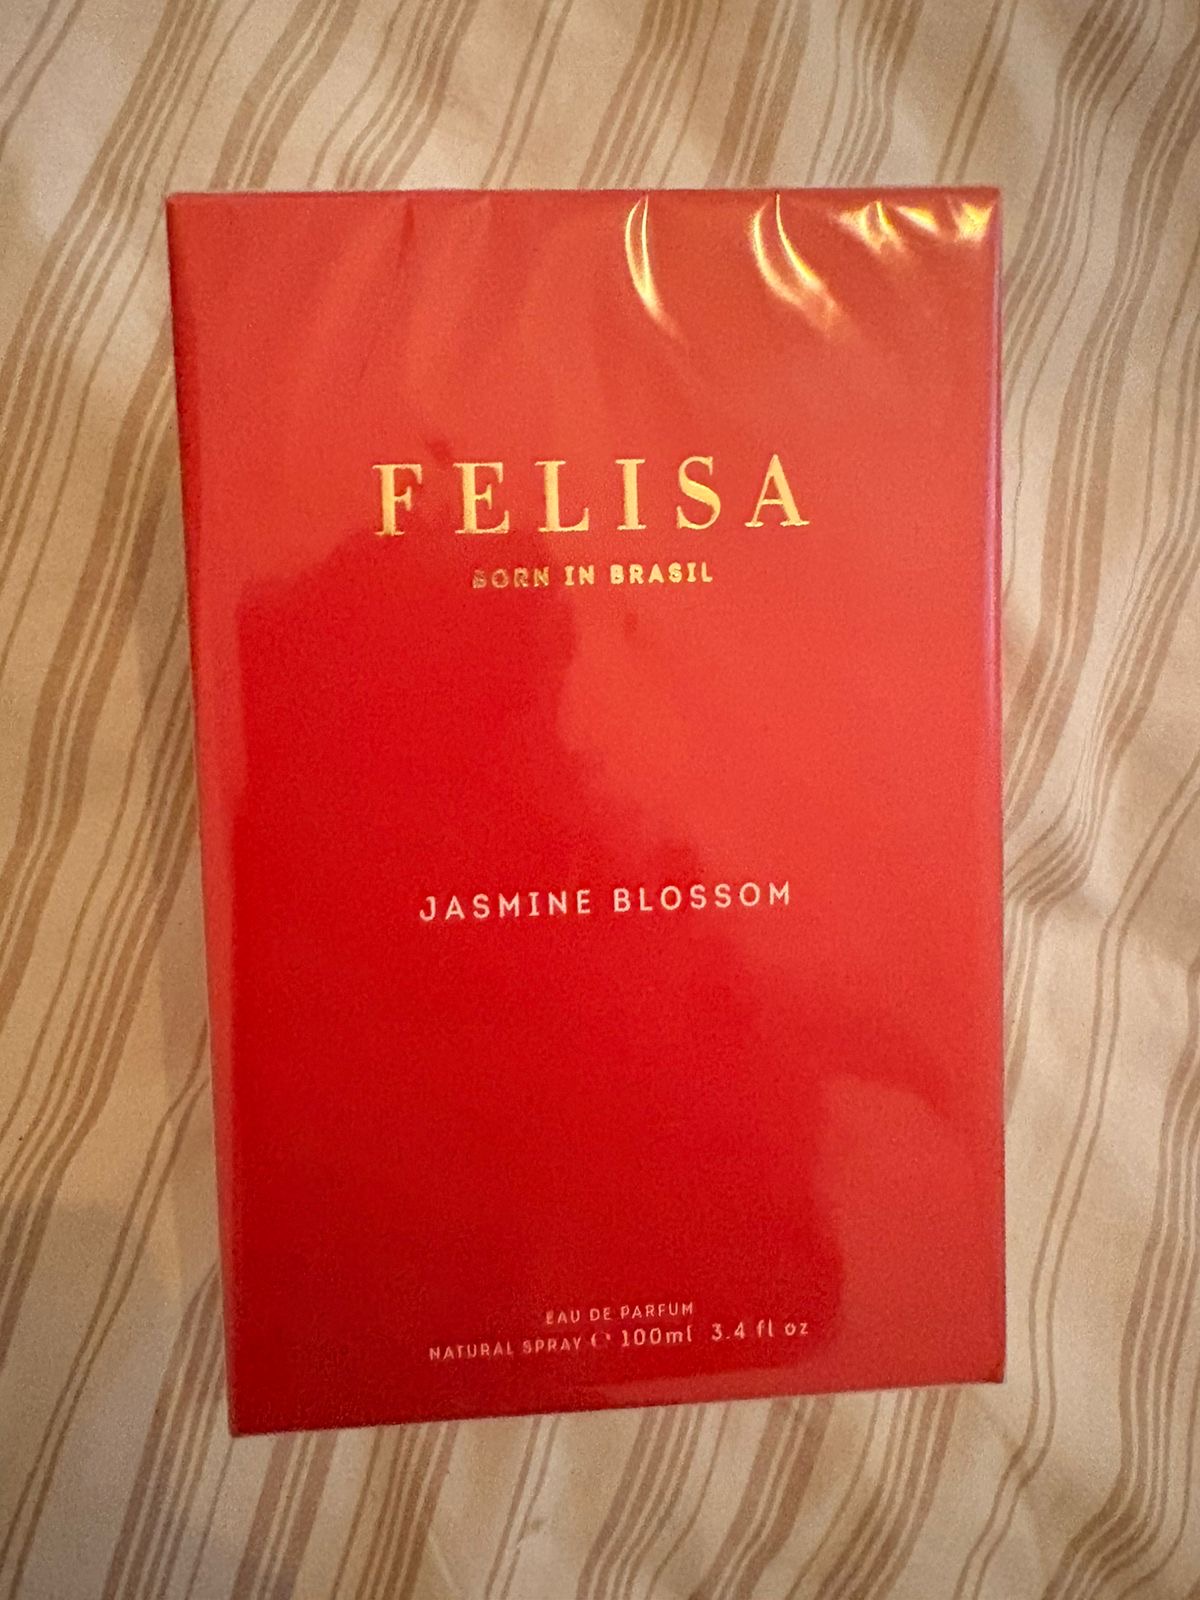 FELISA
BORN IN BRASIL
JASMINE BLOSSOM
EAU DE PARFUM
NATURAL SPRAY ℮ 100ml 3.4 fl oz